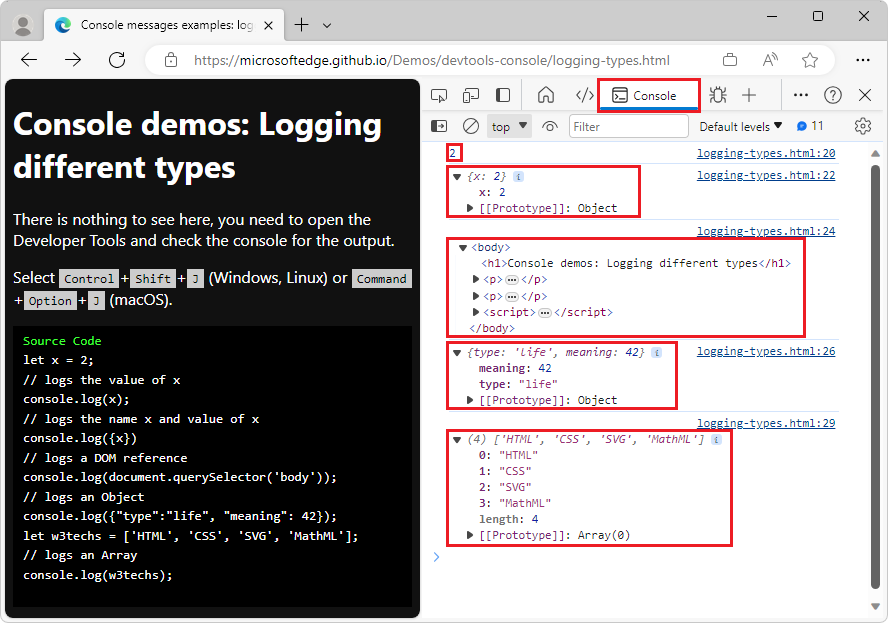 Console messages examples: log
https://microsoftedge.github.io/Demos/devtools-console/logging-types.html
Console demos: Logging
different types
There is nothing to see here, you need to open the
Developer Tools and check the console for the output.
Select Control + Shift + J (Windows, Linux) or Command
+ Option + J (macOS).
Source Code
let x = 2;
// logs the value of x
console.log(x);
// logs the name x and value of x
console.log({x})
// logs a DOM reference
console.log(document.querySelector('body'));
// logs an Object
console.log({"type":"life", "meaning": 42});
let w3techs = ['HTML', 'CSS', 'SVG', 'MathML'];
// logs an Array
console.log(w3techs);
Console
top Filter Default levels 11
2 logging-types.html:20
{x: 2} logging-types.html:22
x: 2
[[Prototype]]: Object
logging-types.html:24
<body>
<h1>Console demos: Logging different types</h1>
<p>…</p>
<p>…</p>
<script>…</script>
</body>
{type: 'life', meaning: 42} logging-types.html:26
meaning: 42
type: "life"
[[Prototype]]: Object
logging-types.html:29
(4) ['HTML', 'CSS', 'SVG', 'MathML']
0: "HTML"
1: "CSS"
2: "SVG"
3: "MathML"
length: 4
[[Prototype]]: Array(0)